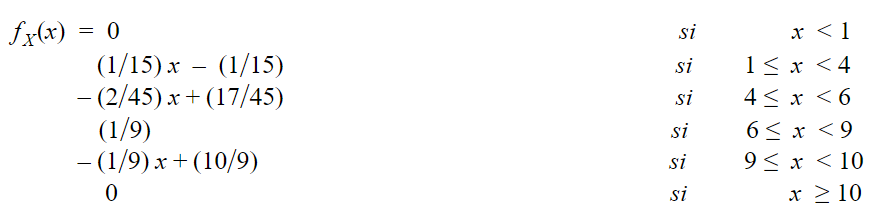 fX(x) = 0 si x < 1
(1/15) x – (1/15) si 1 ≤ x < 4
– (2/45) x + (17/45) si 4 ≤ x < 6
(1/9) si 6 ≤ x < 9
– (1/9) x + (10/9) si 9 ≤ x < 10
0 si x ≥ 10